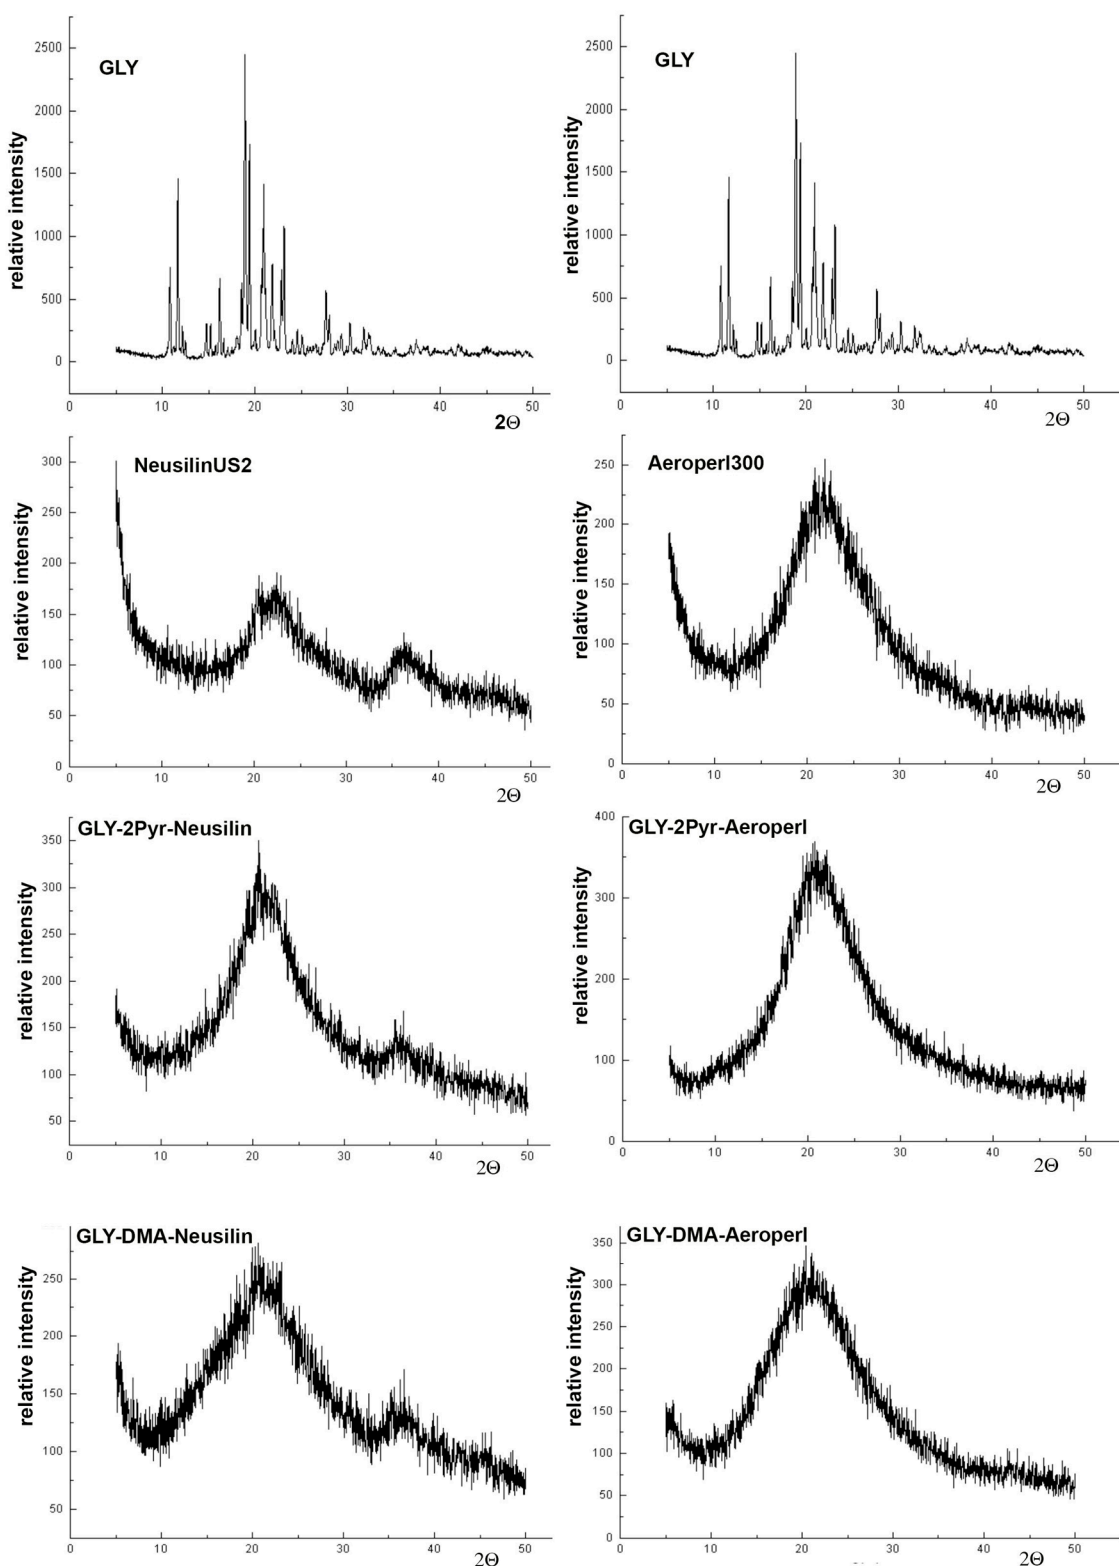 GLY
relative intensity
2500
2000
1500
1000
500
0
0 10 20 30 40 50
2Θ
GLY
relative intensity
2500
2000
1500
1000
500
0
0 10 20 30 40 50
2Θ
NeusilinUS2
relative intensity
300
250
200
150
100
50
0
0 10 20 30 40 50
2Θ
Aeroperl300
relative intensity
250
200
150
100
50
0
0 10 20 30 40 50
2Θ
GLY-2Pyr-Neusilin
relative intensity
350
300
250
200
150
100
50
0 10 20 30 40 50
2Θ
GLY-2Pyr-Aeroperl
relative intensity
400
300
200
100
0
0 10 20 30 40 50
2Θ
GLY-DMA-Neusilin
relative intensity
250
200
150
100
50
0 10 20 30 40 50
2Θ
GLY-DMA-Aeroperl
relative intensity
350
300
250
200
150
100
50
0
0 10 20 30 40 50
2Θ